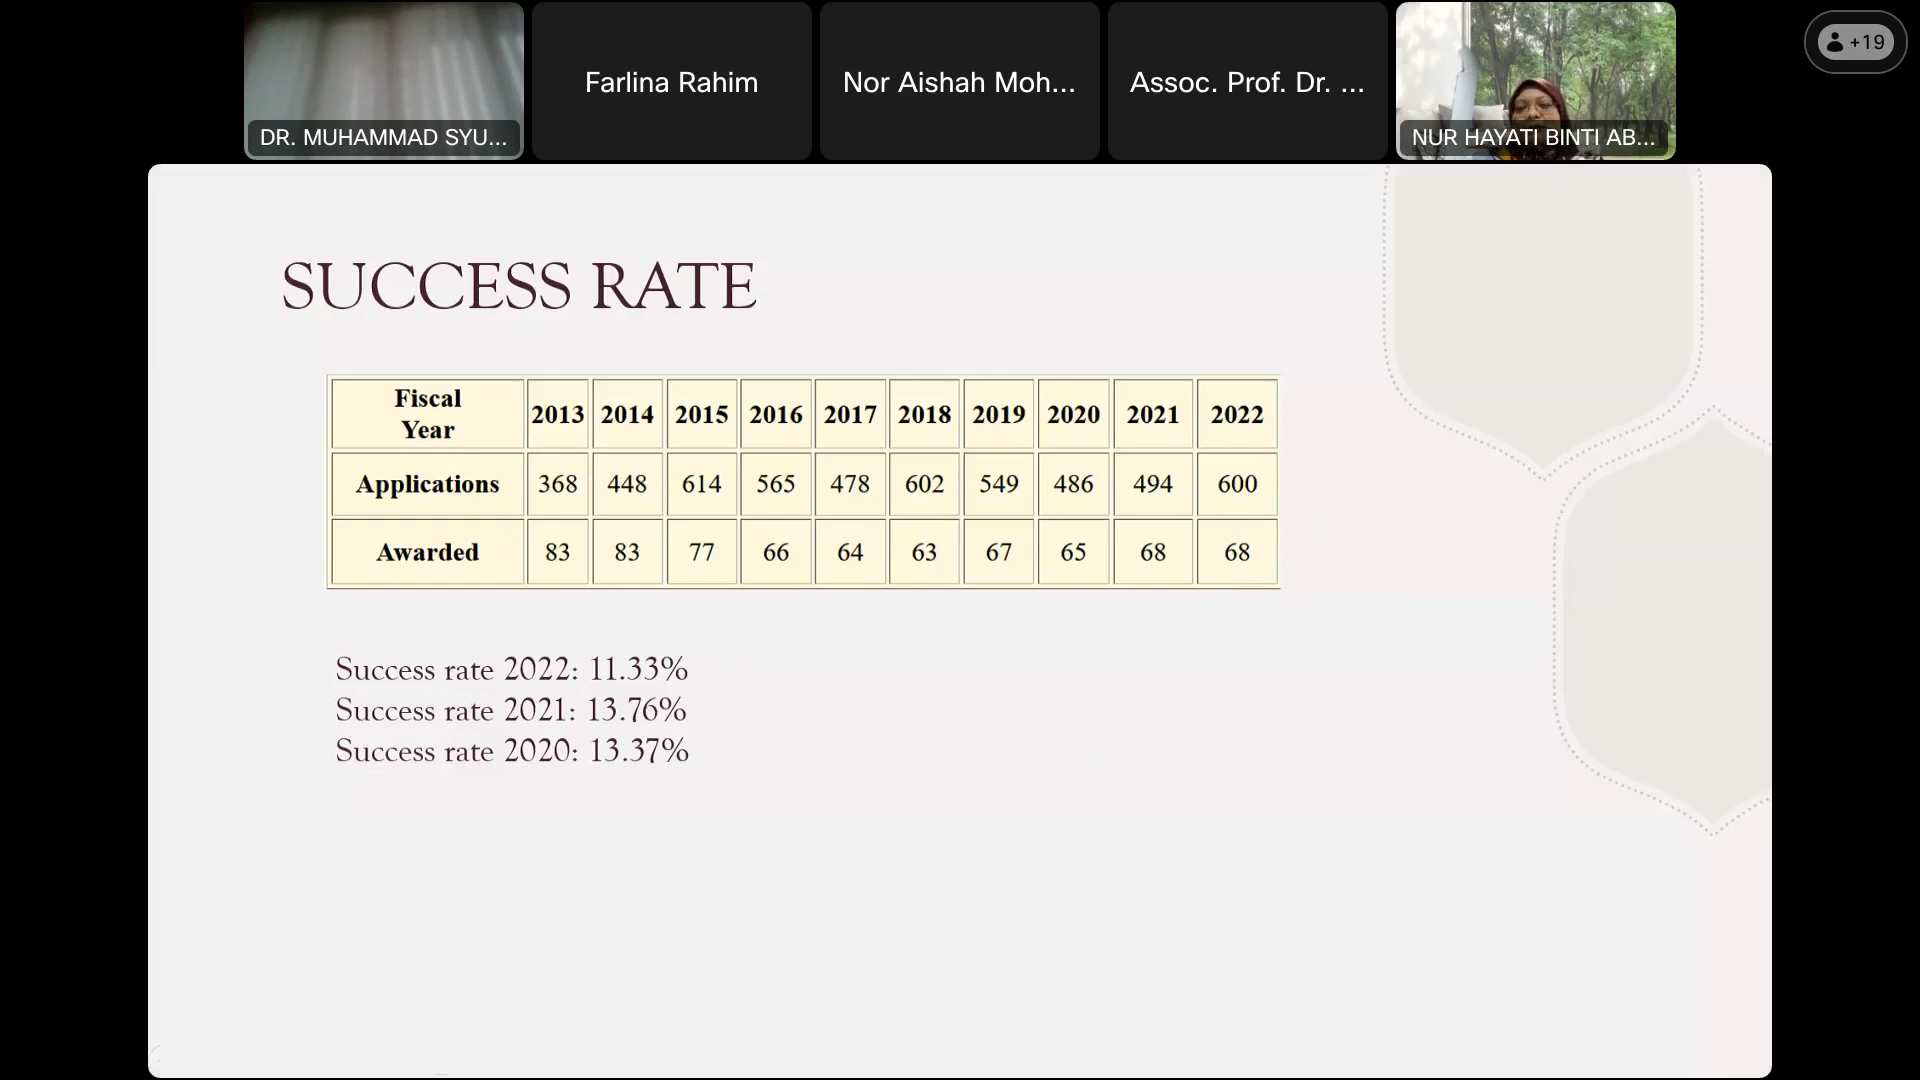 DR. MUHAMMAD SYU...
Farlina Rahim
Nor Aishah Moh...
Assoc. Prof. Dr. ...
NUR HAYATI BINTI AB...
+19
SUCCESS RATE
Fiscal
Year 2013 2014 2015 2016 2017 2018 2019 2020 2021 2022
Applications 368 448 614 565 478 602 549 486 494 600
Awarded 83 83 77 66 64 63 67 65 68 68
Success rate 2022: 11.33%
Success rate 2021: 13.76%
Success rate 2020: 13.37%